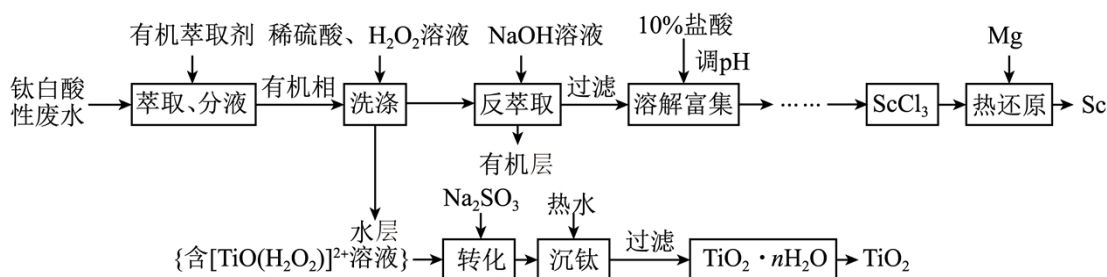 有机萃取剂 稀硫酸、H₂O₂溶液 NaOH溶液 10%盐酸 Mg
调pH
钛白酸性废水 萃取、分液 有机相 洗涤 反萃取 过滤 溶解富集 …… ScCl₃ 热还原 Sc
有机层
Na₂SO₃ 热水
水层
{含[TiO(H₂O₂)]²⁺溶液} 转化 沉钛 过滤 TiO₂·nH₂O TiO₂